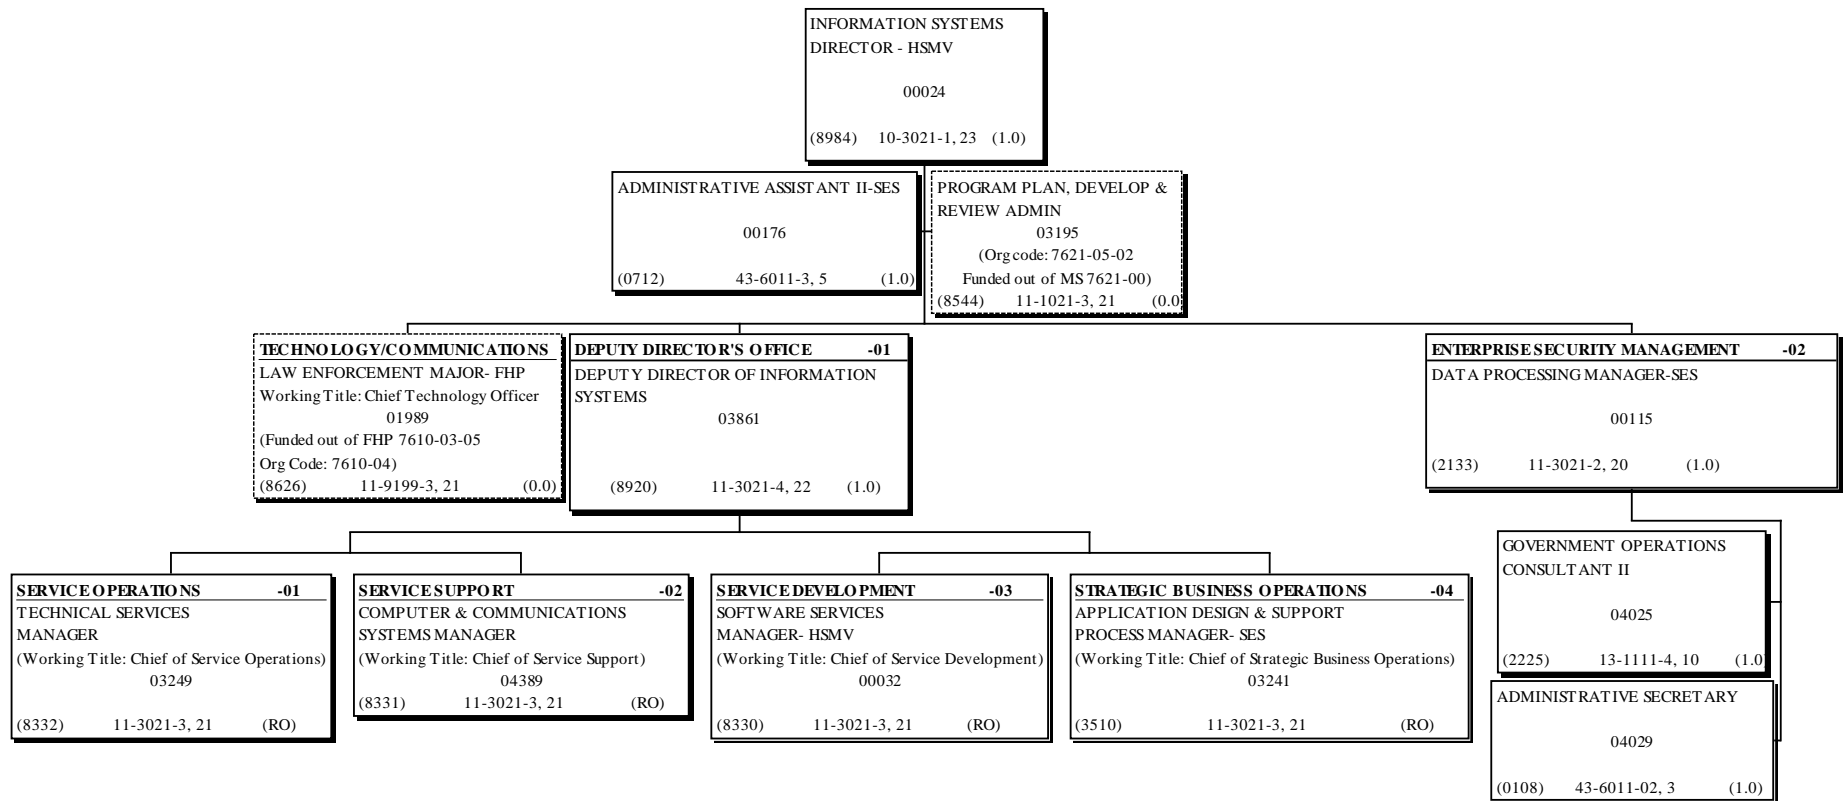 INFORMATION SYSTEMS
DIRECTOR - HSMV
00024
(8984) 10-3021-1, 23 (1.0)
ADMINISTRATIVE ASSISTANT II-SES
00176
(0712) 43-6011-3, 5 (1.0)
PROGRAM PLAN, DEVELOP &
REVIEW ADMIN
03195
(Org code: 7621-05-02
Funded out of MS 7621-00)
(8544) 11-1021-3, 21 (0.0
TECHNOLOGY/COMMUNICATIONS
LAW ENFORCEMENT MAJOR- FHP
Working Title: Chief Technology Officer
01989
(Funded out of FHP 7610-03-05
Org Code: 7610-04)
(8626) 11-9199-3, 21 (0.0)
DEPUTY DIRECTOR'S OFFICE -01
DEPUTY DIRECTOR OF INFORMATION
SYSTEMS
03861
(8920) 11-3021-4, 22 (1.0)
ENTERPRISE SECURITY MANAGEMENT -02
DATA PROCESSING MANAGER-SES
00115
(2133) 11-3021-2, 20 (1.0)
SERVICE OPERATIONS -01
TECHNICAL SERVICES
MANAGER
(Working Title: Chief of Service Operations)
03249
(8332) 11-3021-3, 21 (RO)
SERVICE SUPPORT -02
COMPUTER & COMMUNICATIONS
SYSTEMS MANAGER
(Working Title: Chief of Service Support)
04389
(8331) 11-3021-3, 21 (RO)
SERVICE DEVELOPMENT -03
SOFTWARE SERVICES
MANAGER- HSMV
(Working Title: Chief of Service Development)
00032
(8330) 11-3021-3, 21 (RO)
STRATEGIC BUSINESS OPERATIONS -04
APPLICATION DESIGN & SUPPORT
PROCESS MANAGER- SES
(Working Title: Chief of Strategic Business Operations)
03241
(3510) 11-3021-3, 21 (RO)
GOVERNMENT OPERATIONS
CONSULTANT II
04025
(2225) 13-1111-4, 10 (1.0
ADMINISTRATIVE SECRETARY
04029
(0108) 43-6011-02, 3 (1.0)